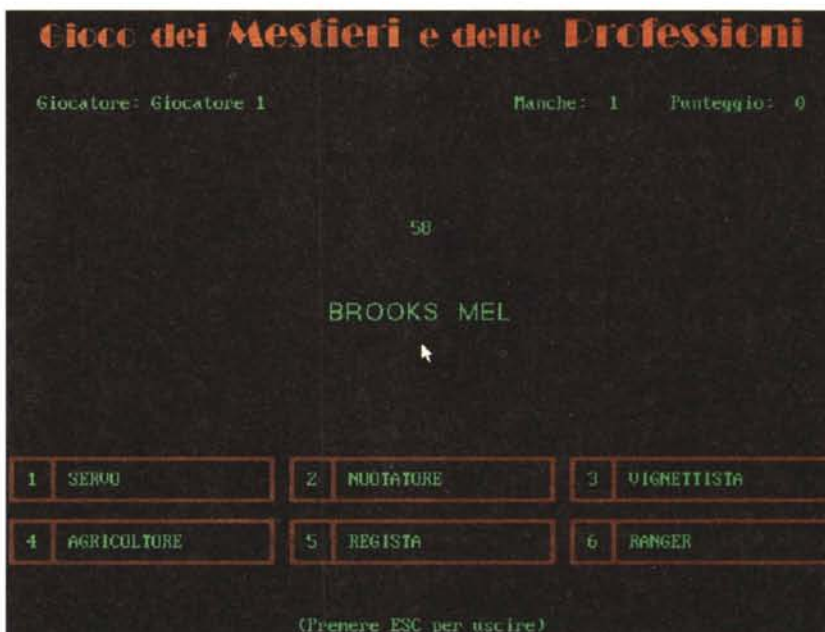 Gioco dei Mestieri e delle Professioni
Giocatore: Giocatore 1 Manche: 1 Punteggio: 0
58
BROOKS MEL
1 SERVO 2 NUOTATORE 3 VIGNETTISTA
4 AGRICOLTORE 5 REGISTA 6 RANGER
(Premere ESC per uscire)